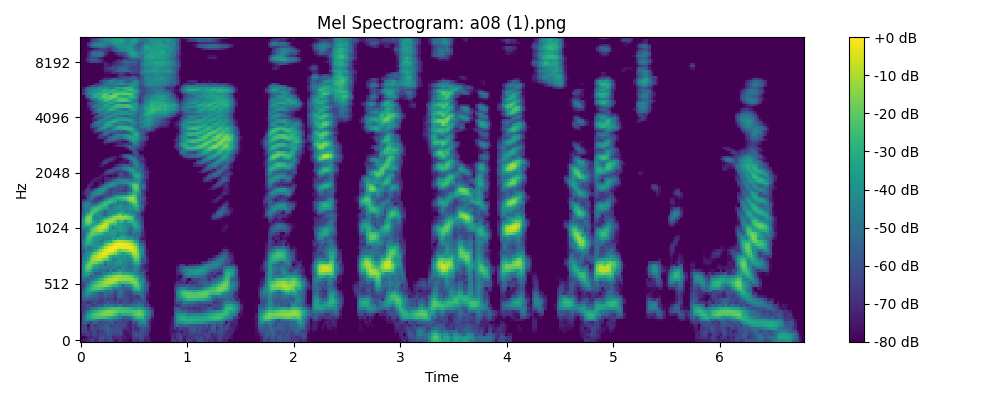 Mel Spectrogram: a08 (1).png
8192
4096
2048
1024
512
0
Hz
0 1 2 3 4 5 6
Time
+0 dB
-10 dB
-20 dB
-30 dB
-40 dB
-50 dB
-60 dB
-70 dB
-80 dB